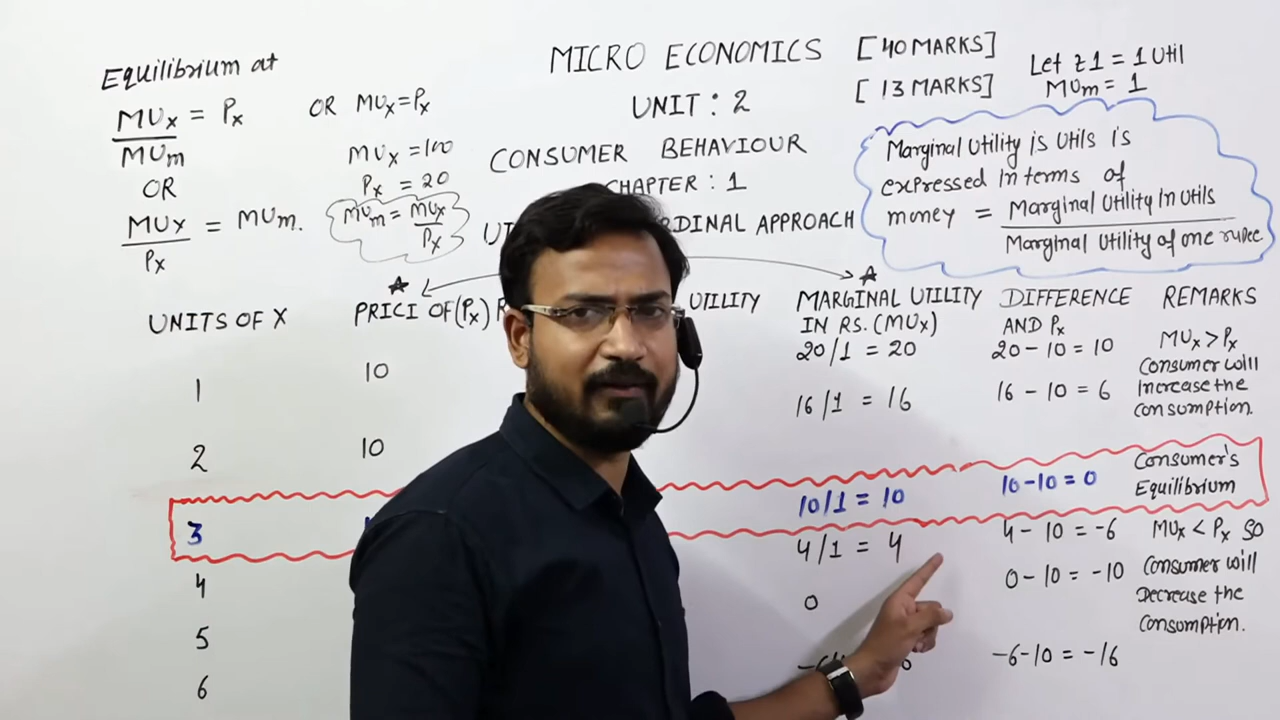 Equilibrium at
MUx = Px
MUm
OR
MUx = MUm.
Px
OR MUx = Px
MUx = 100
Px = 20
MUm = MUx
Px
MICRO ECONOMICS [40 MARKS]
UNIT : 2 [13 MARKS]
CONSUMER BEHAVIOUR
CHAPTER : 1
RDINAL APPROACH
Let ₹1 = 1 Util
MUm = 1
Marginal Utility is Utils is
expressed in terms of
money = Marginal Utility In Utils
Marginal Utility of one rupee
UNITS OF X PRICE OF (Px) UTILITY MARGINAL UTILITY DIFFERENCE REMARKS
IN RS. (MUx) AND Px
1 10 20/1 = 20 20 - 10 = 10 MUx > Px
Consumer will
increase the
consumption.
2 10 16/1 = 16 16 - 10 = 6
3 10/1 = 10 10 - 10 = 0 Consumer's
Equilibrium
4 4/1 = 4 4 - 10 = -6 MUx < Px so
5 0 0 - 10 = -10 Consumer will
Decrease the
consumption.
6 -6-10 = -16